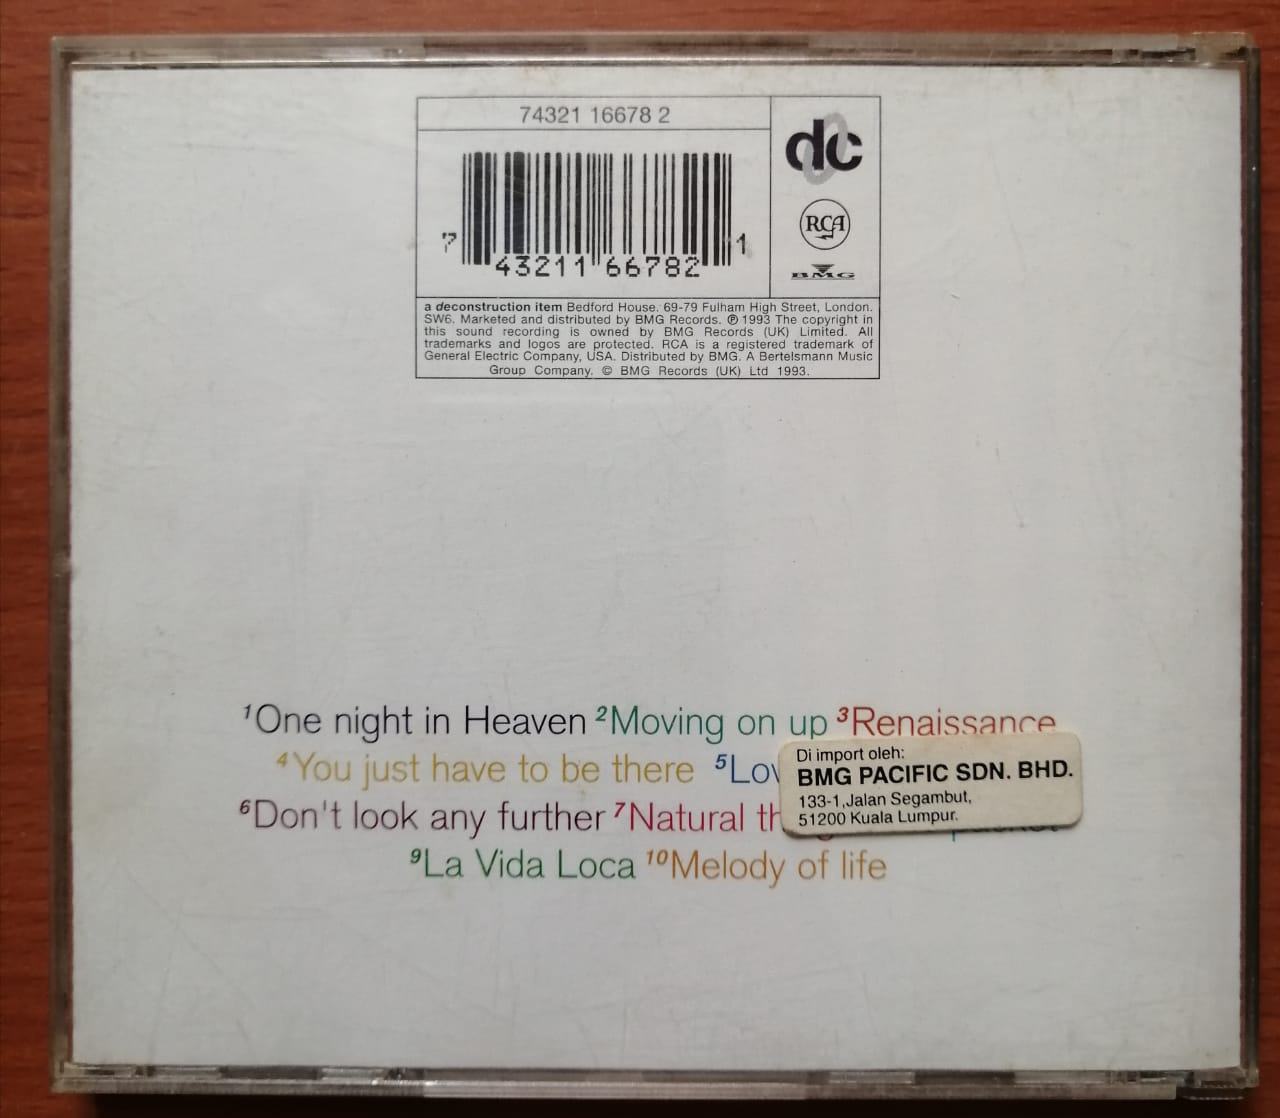 74321 16678 2
dc
RCA
BMG
7 43211 66782 1
a deconstruction item Bedford House. 69-79 Fulham High Street, London.
SW6. Marketed and distributed by BMG Records. ℗ 1993 The copyright in
this sound recording is owned by BMG Records (UK) Limited. All
trademarks and logos are protected. RCA is a registered trademark of
General Electric Company, USA. Distributed by BMG. A Bertelsmann Music
Group Company. © BMG Records (UK) Ltd 1993.
1One night in Heaven 2Moving on up 3Renaissance
4You just have to be there 5
6Don't look any further 7Natural
9La Vida Loca 10Melody of life
Di import oleh:
BMG PACIFIC SDN. BHD.
133-1,Jalan Segambut,
51200 Kuala Lumpur.